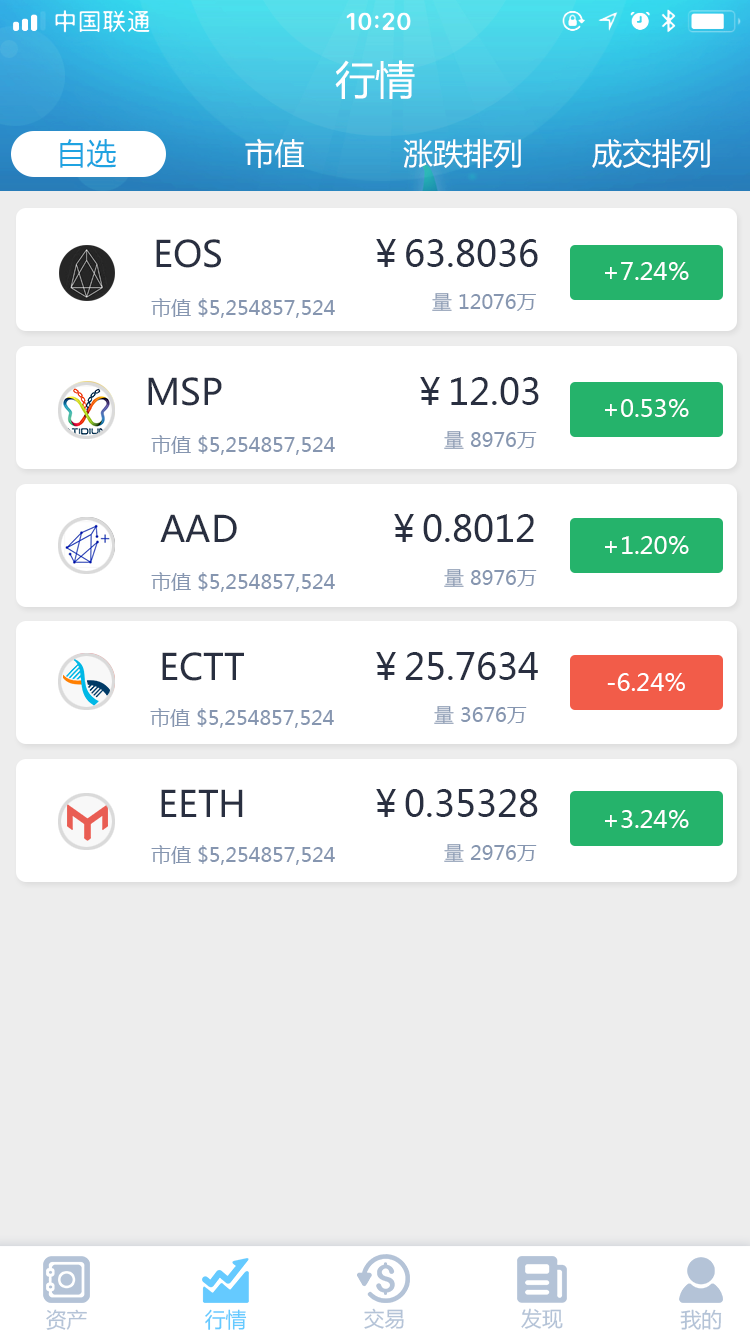 中国联通 10:20
行情
自选 市值 涨跌排列 成交排列
EOS ¥ 63.8036 +7.24%
市值 $5,254857,524 量 12076万
MSP ¥ 12.03 +0.53%
市值 $5,254857,524 量 8976万
AAD ¥ 0.8012 +1.20%
市值 $5,254857,524 量 8976万
ECTT ¥ 25.7634 -6.24%
市值 $5,254857,524 量 3676万
EETH ¥ 0.35328 +3.24%
市值 $5,254857,524 量 2976万
资产 行情 交易 发现 我的